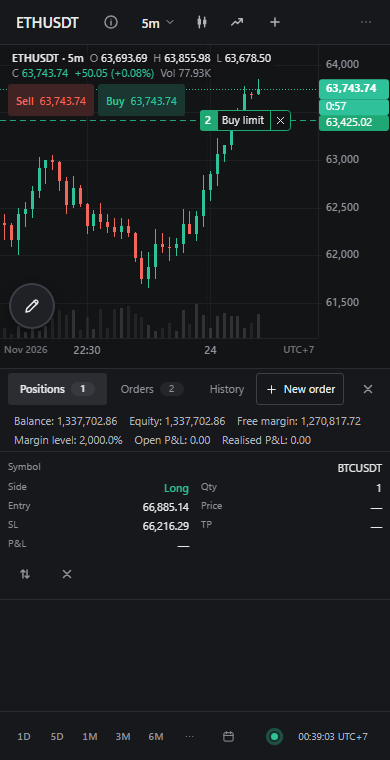 ETHUSDT 5m
ETHUSDT · 5m O 63,693.69 H 63,855.98 L 63,678.50
C 63,743.74 +50.05 (+0.08%) Vol 77.93K
Sell 63,743.74 Buy 63,743.74
2 Buy limit
64,000
63,743.74
0:57
63,425.02
63,000
62,500
62,000
61,500
Nov 2026 22:30 24 UTC+7
Positions 1 Orders 2 History + New order
Balance: 1,337,702.86 Equity: 1,337,702.86 Free margin: 1,270,817.72
Margin level: 2,000.0% Open P&L: 0.00 Realised P&L: 0.00
Symbol BTCUSDT
Side Long Qty 1
Entry 66,885.14 Price —
SL 66,216.29 TP —
P&L —
1D 5D 1M 3M 6M ··· 00:39:03 UTC+7